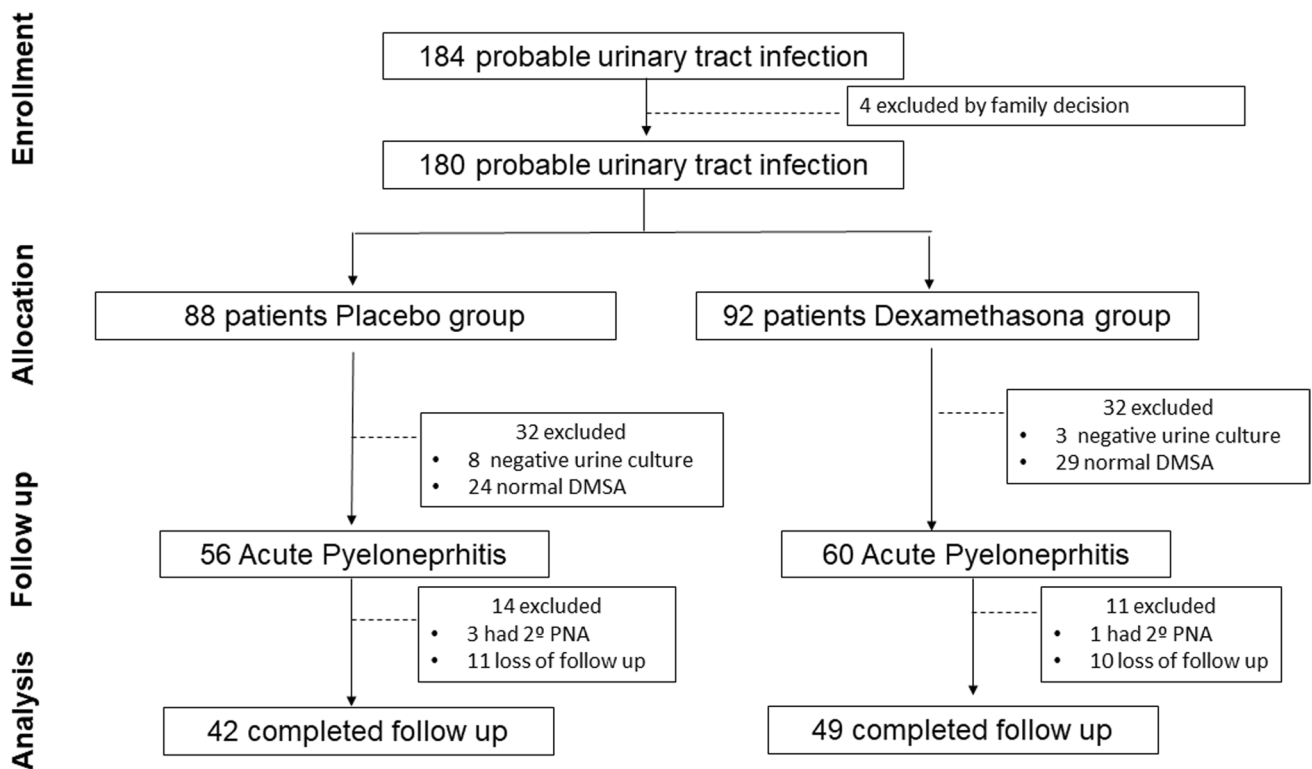 Enrollment
184 probable urinary tract infection
4 excluded by family decision
180 probable urinary tract infection
Allocation
88 patients Placebo group
92 patients Dexamethasona group
32 excluded
• 8 negative urine culture
• 24 normal DMSA
32 excluded
• 3 negative urine culture
• 29 normal DMSA
Follow up
56 Acute Pyeloneprhitis
60 Acute Pyeloneprhitis
14 excluded
• 3 had 2º PNA
• 11 loss of follow up
11 excluded
• 1 had 2º PNA
• 10 loss of follow up
Analysis
42 completed follow up
49 completed follow up